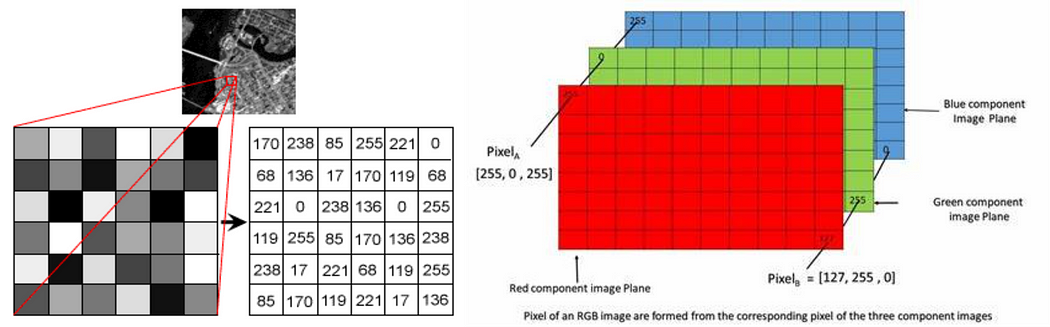 170 238 85 255 221 0
68 136 17 170 119 68
221 0 238 136 0 255
119 255 85 170 136 238
238 17 221 68 119 255
85 170 119 221 17 136
255
0
255
Pixel_A
[255, 0 , 255]
Blue component
Image Plane
0
255
Green component
image Plane
127
Pixel_B = [127, 255 , 0]
Red component image Plane
Pixel of an RGB image are formed from the corresponding pixel of the three component images